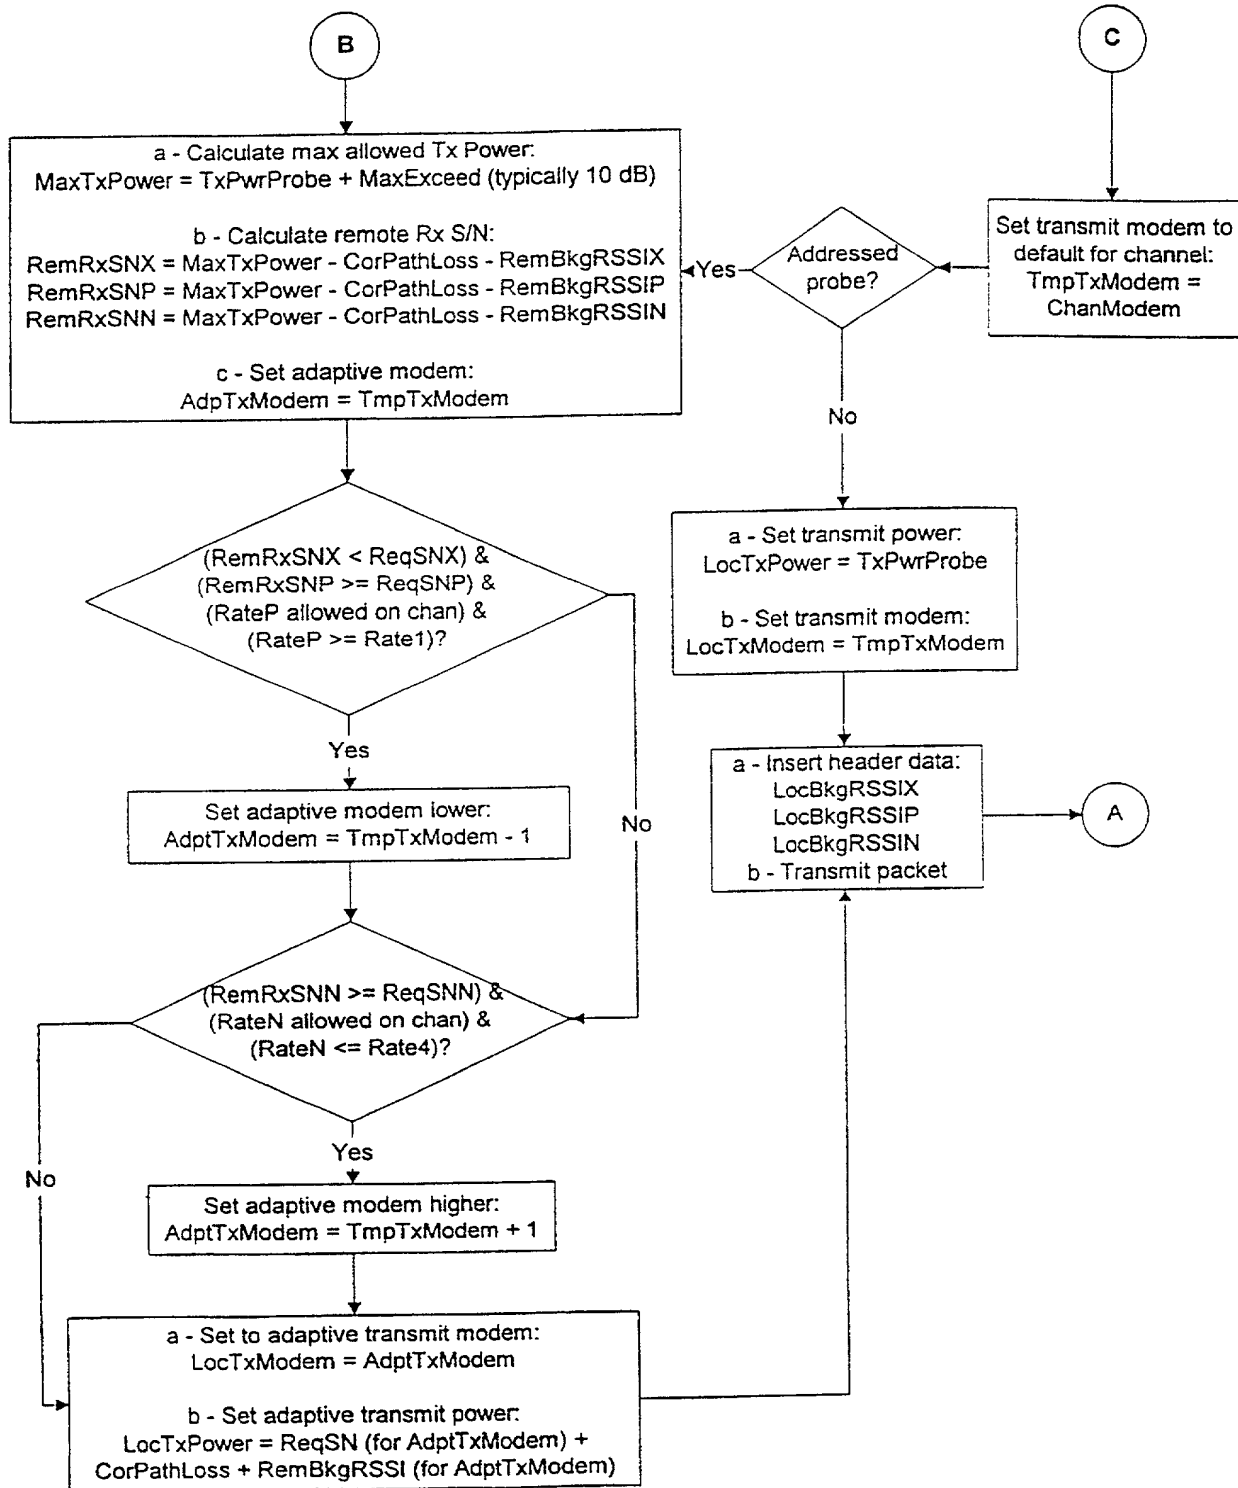 B
C
a - Calculate max allowed Tx Power:
MaxTxPower = TxPwrProbe + MaxExceed (typically 10 dB)
b - Calculate remote Rx S/N:
RemRxSNX = MaxTxPower - CorPathLoss - RemBkgRSSIX
RemRxSNP = MaxTxPower - CorPathLoss - RemBkgRSSIP
RemRxSNN = MaxTxPower - CorPathLoss - RemBkgRSSIN
c - Set adaptive modem:
AdpTxModem = TmpTxModem
Yes
Addressed
probe?
Set transmit modem to
default for channel:
TmpTxModem =
ChanModem
No
(RemRxSNX < ReqSNX) &
(RemRxSNP >= ReqSNP) &
(RateP allowed on chan) &
(RateP >= Rate1)?
a - Set transmit power:
LocTxPower = TxPwrProbe
b - Set transmit modem:
LocTxModem = TmpTxModem
Yes
No
Set adaptive modem lower:
AdptTxModem = TmpTxModem - 1
a - Insert header data:
LocBkgRSSIX
LocBkgRSSIP
LocBkgRSSIN
b - Transmit packet
A
(RemRxSNN >= ReqSNN) &
(RateN allowed on chan) &
(RateN <= Rate4)?
Yes
No
Set adaptive modem higher:
AdptTxModem = TmpTxModem + 1
a - Set to adaptive transmit modem:
LocTxModem = AdptTxModem
b - Set adaptive transmit power:
LocTxPower = ReqSN (for AdptTxModem) +
CorPathLoss + RemBkgRSSI (for AdptTxModem)